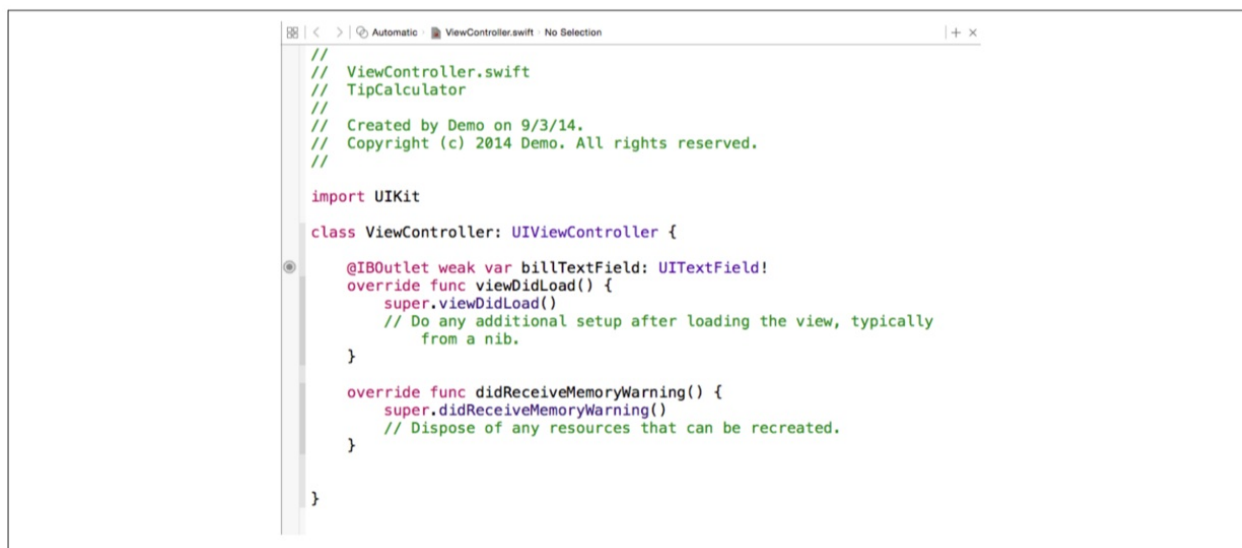 Automatic ViewController.swift No Selection
//
//  ViewController.swift
//  TipCalculator
//
//  Created by Demo on 9/3/14.
//  Copyright (c) 2014 Demo. All rights reserved.
//
import UIKit
class ViewController: UIViewController {
    @IBOutlet weak var billTextField: UITextField!
    override func viewDidLoad() {
        super.viewDidLoad()
        // Do any additional setup after loading the view, typically
            from a nib.
    }
    override func didReceiveMemoryWarning() {
        super.didReceiveMemoryWarning()
        // Dispose of any resources that can be recreated.
    }
}